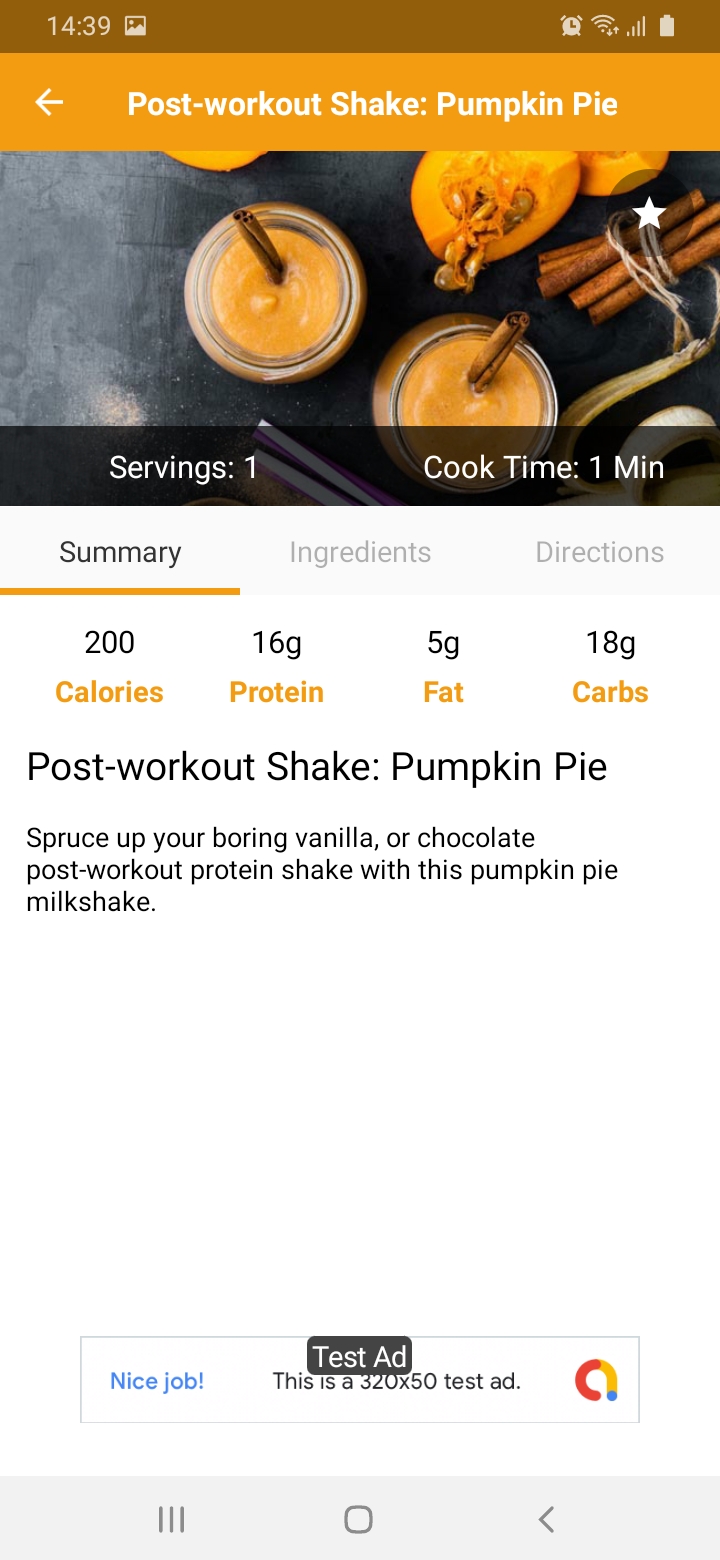 14:39
Post-workout Shake: Pumpkin Pie
Servings: 1
Cook Time: 1 Min
Summary
Ingredients
Directions
200
16g
5g
18g
Calories
Protein
Fat
Carbs
Post-workout Shake: Pumpkin Pie
Spruce up your boring vanilla, or chocolate
post-workout protein shake with this pumpkin pie
milkshake.
Test Ad
Nice job!
This is a 320x50 test ad.